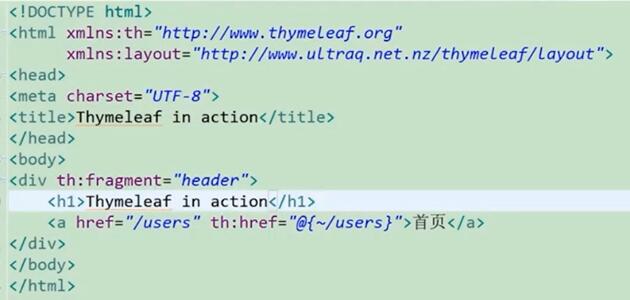 <!DOCTYPE html>
<html xmlns:th="http://www.thymeleaf.org"
xmlns:layout="http://www.ultraq.net.nz/thymeleaf/layout">
<head>
<meta charset="UTF-8">
<title>Thymeleaf in action</title>
</head>
<body>
<div th:fragment="header">
<h1>Thymeleaf in action</h1>
<a href="/users" th:href="@{~/users}">首页</a>
</div>
</body>
</html>